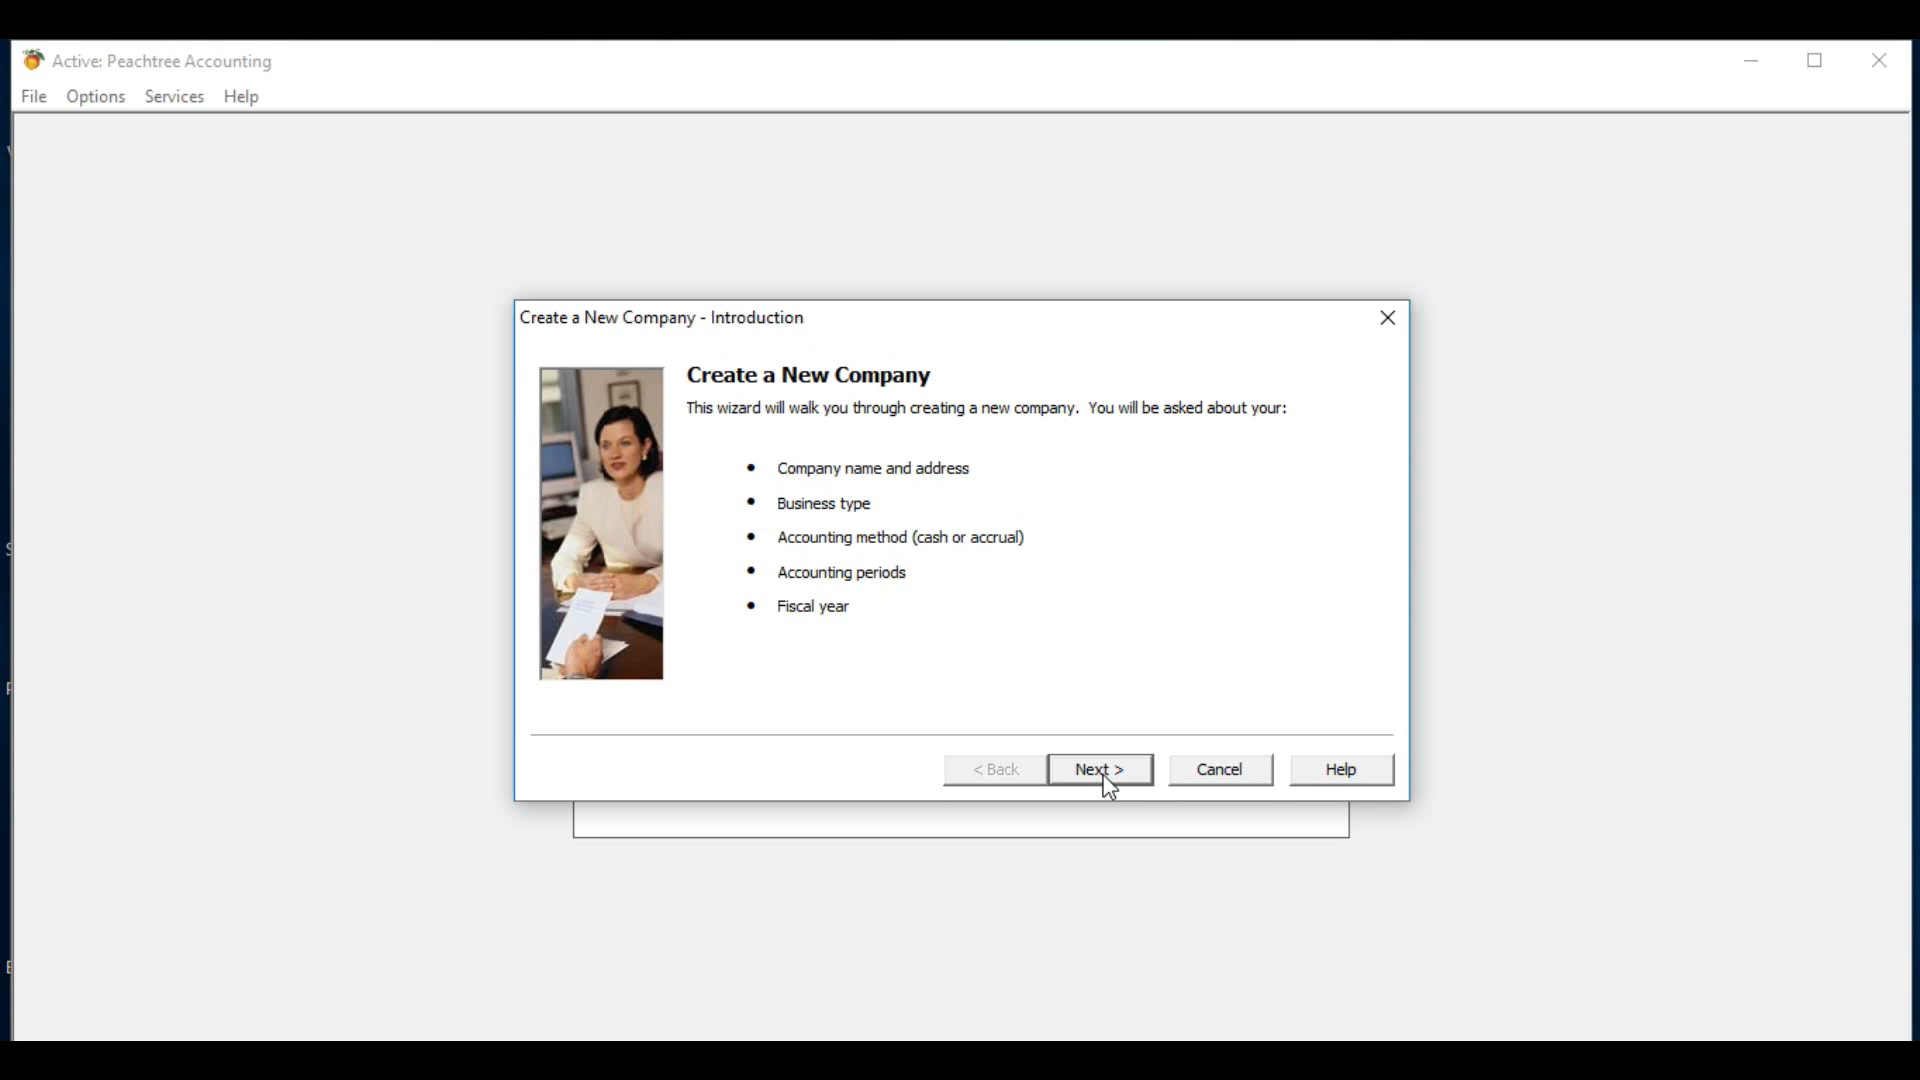 Active: Peachtree Accounting
File Options Services Help
Create a New Company - Introduction
Create a New Company
This wizard will walk you through creating a new company. You will be asked about your:
• Company name and address
• Business type
• Accounting method (cash or accrual)
• Accounting periods
• Fiscal year
< Back Next > Cancel Help